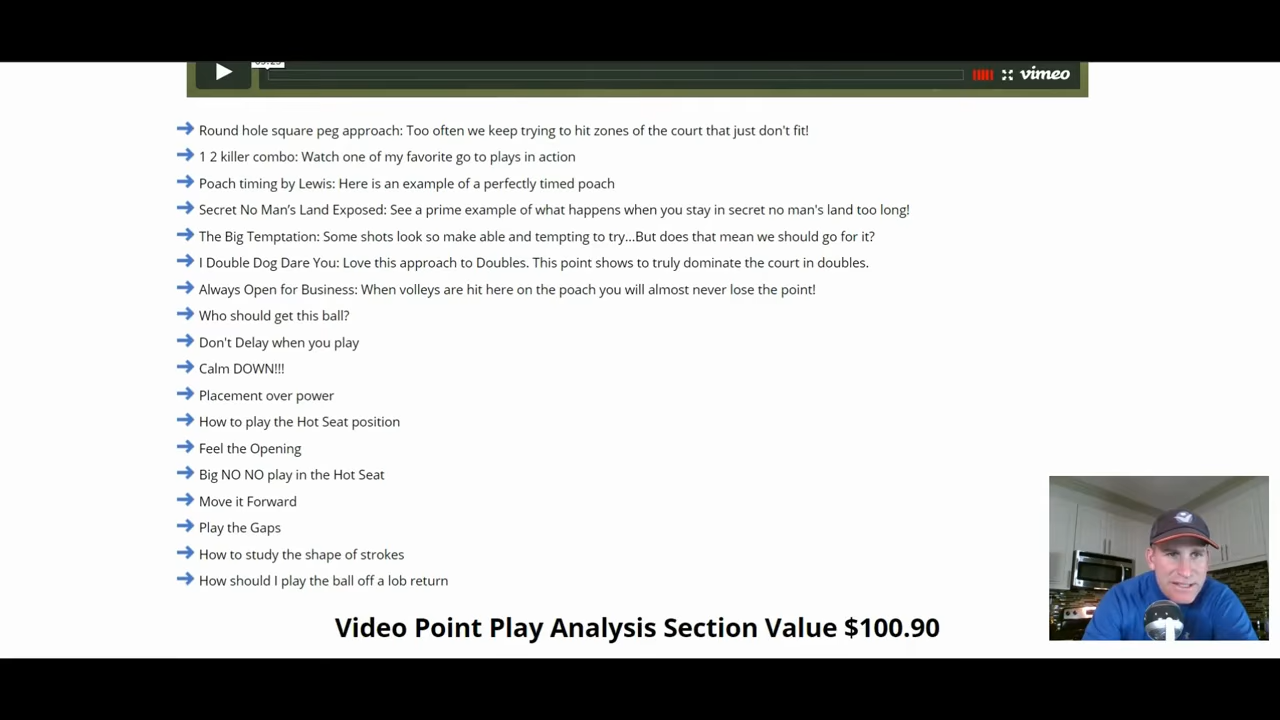 vimeo
Round hole square peg approach: Too often we keep trying to hit zones of the court that just don't fit!
1 2 killer combo: Watch one of my favorite go to plays in action
Poach timing by Lewis: Here is an example of a perfectly timed poach
Secret No Man’s Land Exposed: See a prime example of what happens when you stay in secret no man's land too long!
The Big Temptation: Some shots look so make able and tempting to try...But does that mean we should go for it?
I Double Dog Dare You: Love this approach to Doubles. This point shows to truly dominate the court in doubles.
Always Open for Business: When volleys are hit here on the poach you will almost never lose the point!
Who should get this ball?
Don't Delay when you play
Calm DOWN!!!
Placement over power
How to play the Hot Seat position
Feel the Opening
Big NO NO play in the Hot Seat
Move it Forward
Play the Gaps
How to study the shape of strokes
How should I play the ball off a lob return
Video Point Play Analysis Section Value $100.90